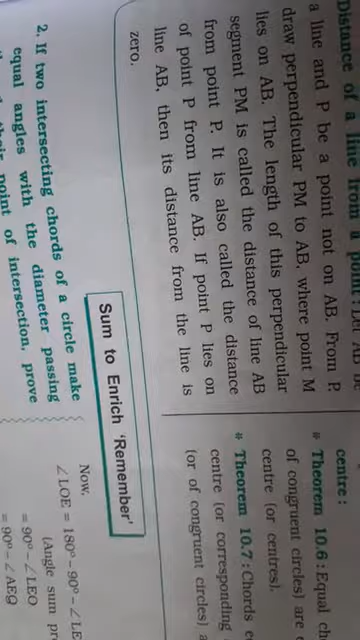 Distance of a line from a point
a line and P be a point not on AB. From P,
draw perpendicular PM to AB, where point M
lies on AB. The length of this perpendicular
segment PM is called the distance of line AB
from point P. It is also called the distance
of point P from line AB. If point P lies on
line AB, then its distance from the line is
zero.
centre :
* Theorem 10.6 : Equal
of congruent circles) are
centre (or centres).
* Theorem 10.7 : Chords
centre (or corresponding
(or of congruent circles)
Sum to Enrich 'Remember'
2. If two intersecting chords of a circle make
equal angles with the diameter passing
point of intersection, prove
Now,
∠LOE = 180° – 90° – ∠LE
(Angle sum
= 90° – ∠LEO
= 90° – ∠AEQ